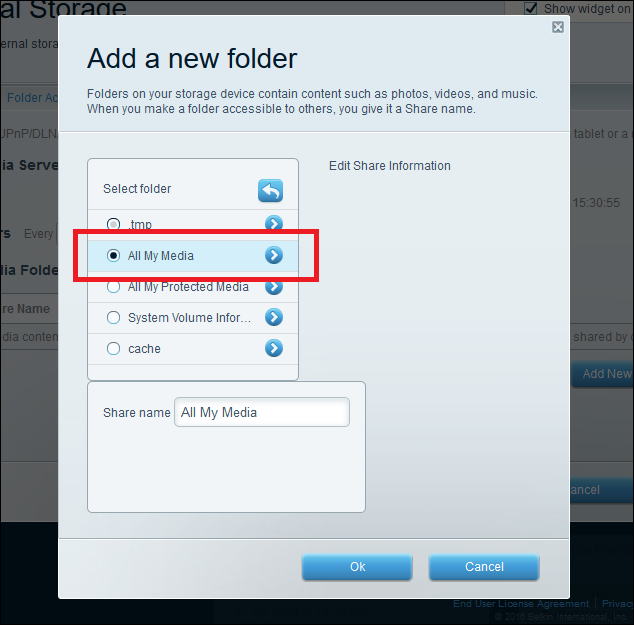 al Storage
Show widget on
ernal stora
Add a new folder
Folders on your storage device contain content such as photos, videos, and music.
When you make a folder accessible to others, you give it a Share name.
Folder Ac
UPnP/DLN
tablet or a
ia Serve
Edit Share Information
Select folder
15:30:55
.tmp
rs Every
All My Media
ia Folde
All My Protected Media
re Name
System Volume Infor...
dia conten
shared by
cache
Add New
Share name All My Media
ancel
Ok
Cancel
End User License Agreement | Privac
© 2015 Belkin International, Inc.